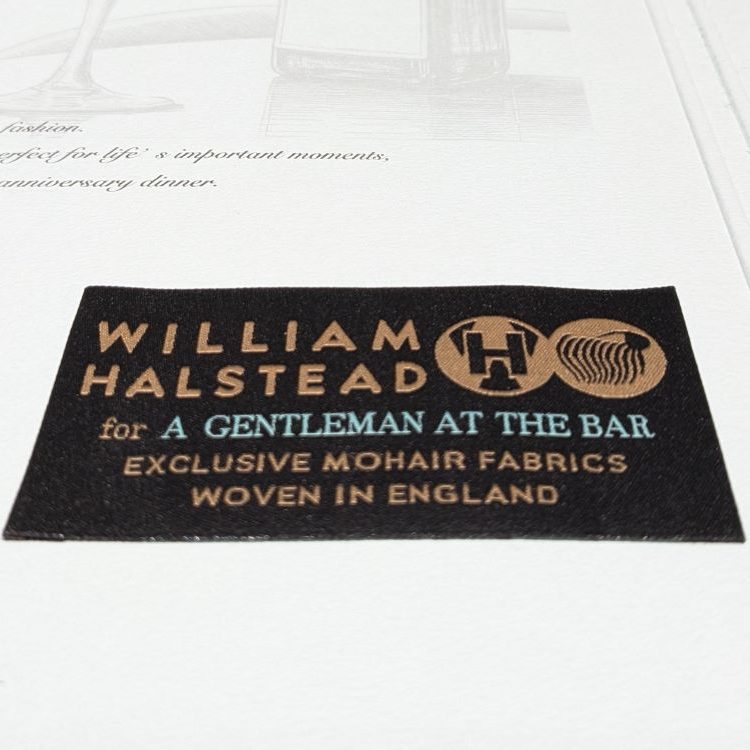 fashion.
perfect for life's important moments,
anniversary dinner.
WILLIAM
HALSTEAD
for A GENTLEMAN AT THE BAR
EXCLUSIVE MOHAIR FABRICS
WOVEN IN ENGLAND